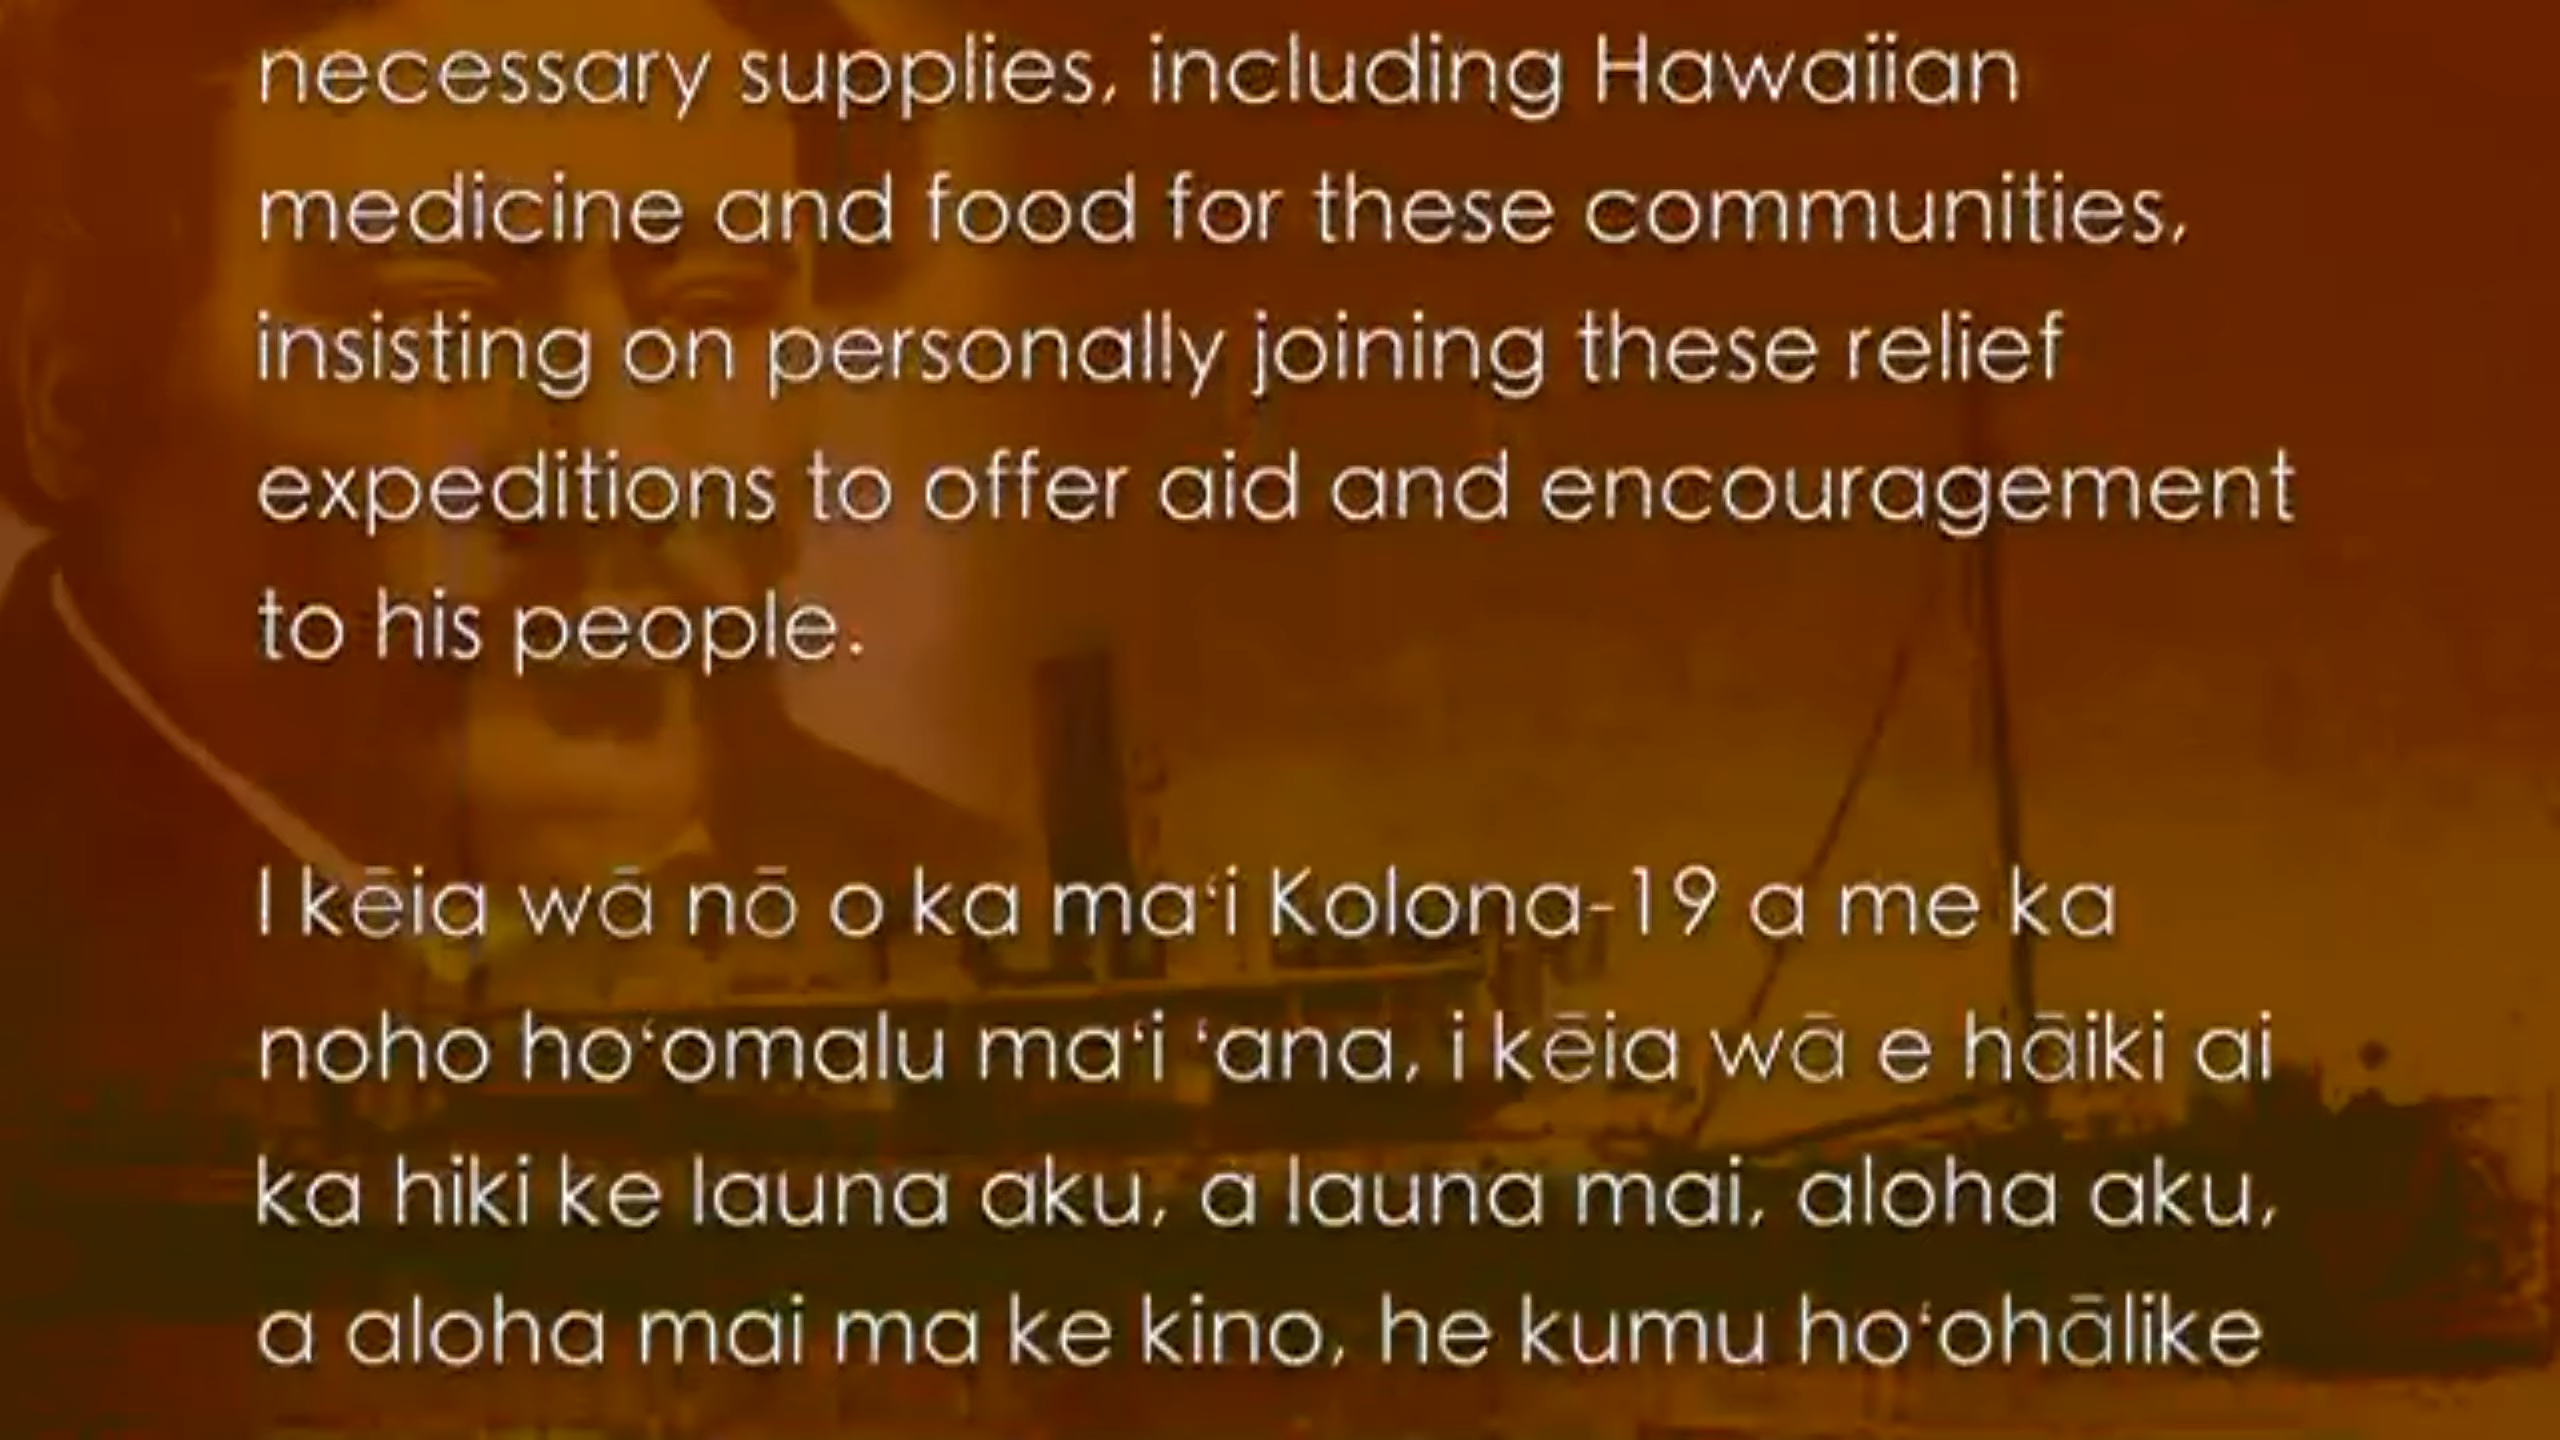 necessary supplies, including Hawaiian
medicine and food for these communities,
insisting on personally joining these relief
expeditions to offer aid and encouragement
to his people.
I kēia wā nō o ka maʻi Kolona-19 a me ka
noho hoʻomalu maʻi ʻana, i kēia wā e hāiki ai
ka hiki ke launa aku, a launa mai, aloha aku,
a aloha mai ma ke kino, he kumu hoʻohālike